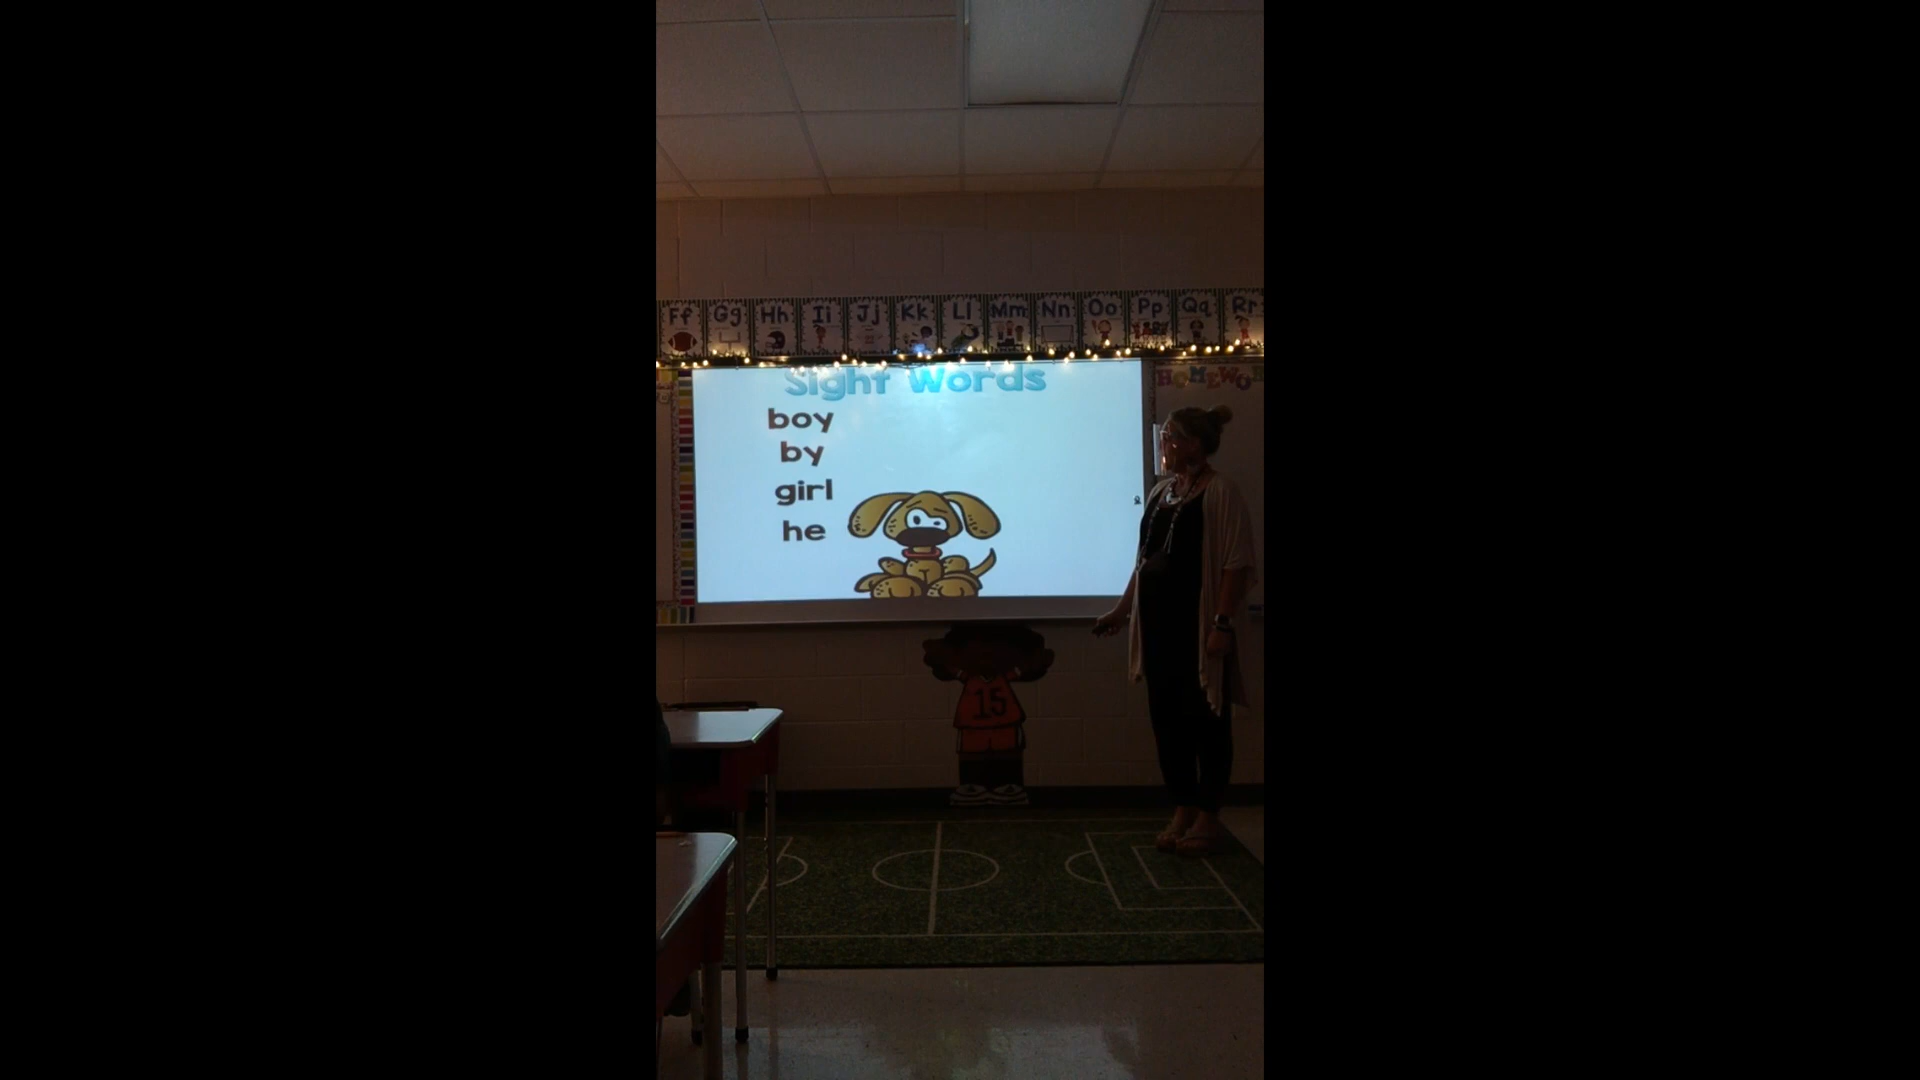 Ff Gg Hh Ii Jj Kk Ll Mm Nn Oo Pp Qq Rr
HOMEWOR
Sight Words
boy
by
girl
he
15